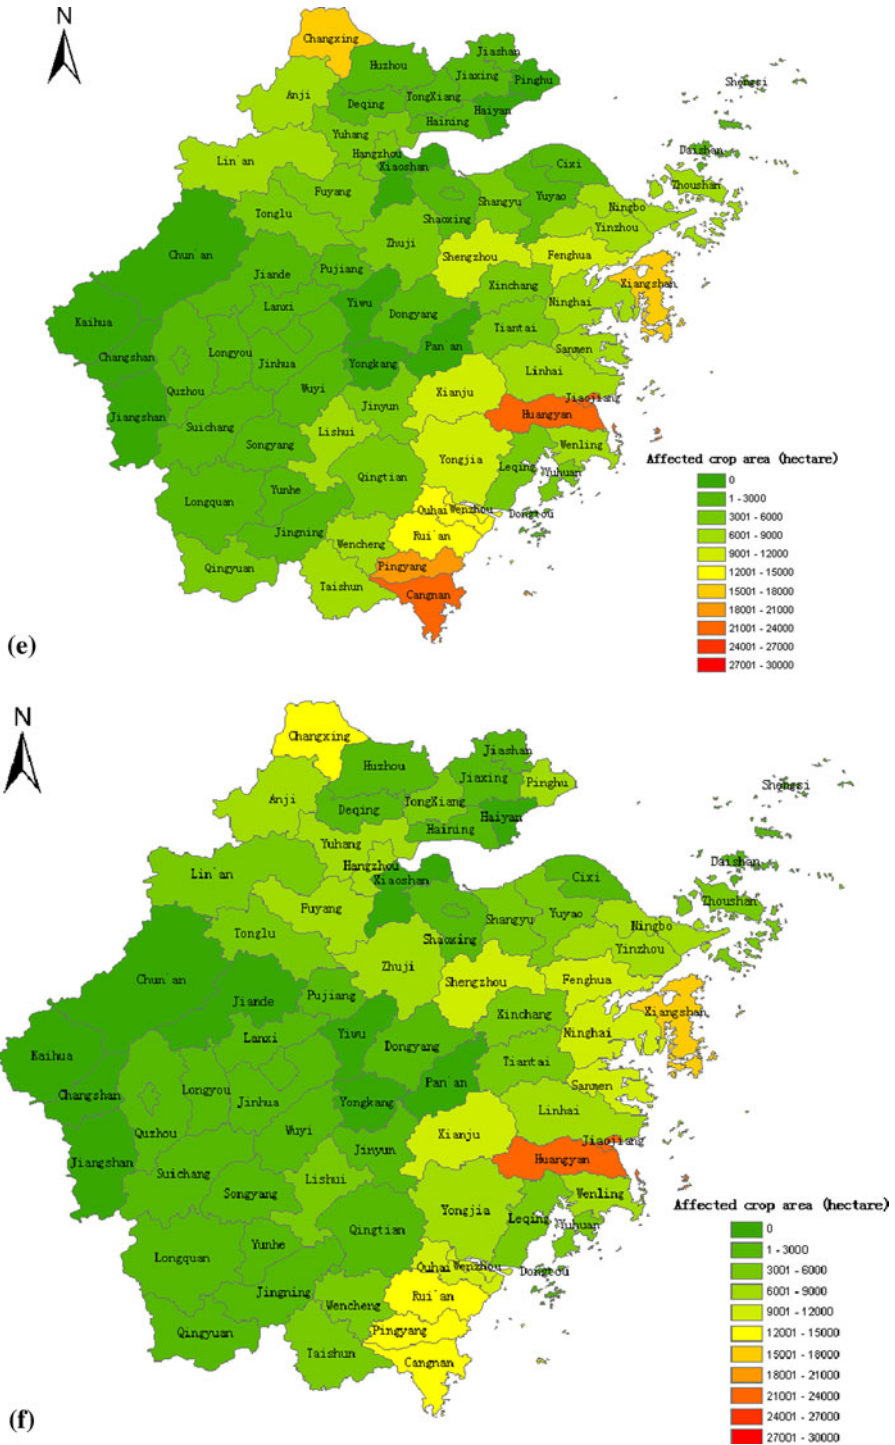 N
Changxing
Jiashan
Huzhou
Jiaxing
Pinghu
Shengsi
Anji
Deqing
TongXiang
Haiyan
Haining
Yuhang
Hangzhou
Daishan
Lin'an
Xiaoshan
Cixi
Fuyang
Zhoushan
Yuyao
Shangyu
Ningbo
Tonglu
Shaoxing
Yinzhou
Zhuji
Chun'an
Shengzhou
Fenghua
Jiande
Pujiang
Xinchang
Xiangshan
Lanxi
Yiwu
Ninghai
Kaihua
Dongyang
Tiantai
Longyou
Pan'an
Sanmen
Changshan
Jinhua
Yongkang
Linhai
Quzhou
Wuyi
Xianju
Jiaojiang
Jiangshan
Jinyun
Huangyan
Suichang
Lishui
Songyang
Wenling
Yongjia
Affected crop area (hectare)
Leqing
Yuhuan
Qingtian
0
Yunhe
1 - 3000
Longquan
3001 - 6000
Ouhai
Wenzhou
Dongtou
6001 - 9000
Jingning
Rui'an
9001 - 12000
Wencheng
12001 - 15000
Pingyang
Qingyuan
15001 - 18000
Taishun
18001 - 21000
Cangnan
21001 - 24000
24001 - 27000
(e)
27001 - 30000
N
Changxing
Jiashan
Huzhou
Jiaxing
Pinghu
Shengsi
Anji
Deqing
TongXiang
Haiyan
Haining
Yuhang
Hangzhou
Daishan
Lin'an
Xiaoshan
Cixi
Zhoushan
Fuyang
Shangyu
Yuyao
Ningbo
Tonglu
Shaoxing
Yinzhou
Zhuji
Chun'an
Shengzhou
Fenghua
Jiande
Pujiang
Xiangshan
Xinchang
Yiwu
Ninghai
Lanxi
Dongyang
Kaihua
Tiantai
Pan'an
Sanmen
Longyou
Changshan
Jinhua
Yongkang
Linhai
Quzhou
Wuyi
Xianju
Jiaojiang
Jinyun
Jiangshan
Huangyan
Suichang
Lishui
Songyang
Wenling
Affected crop area (hectare)
Yongjia
Leqing
Yuhuan
Qingtian
0
Yunhe
1 - 3000
Longquan
Ouhai
Wenzhou
Dongtou
3001 - 6000
Jingning
Rui'an
6001 - 9000
Wencheng
9001 - 12000
Qingyuan
Pingyang
12001 - 15000
Taishun
15001 - 18000
Cangnan
18001 - 21000
21001 - 24000
(f)
24001 - 27000
27001 - 30000